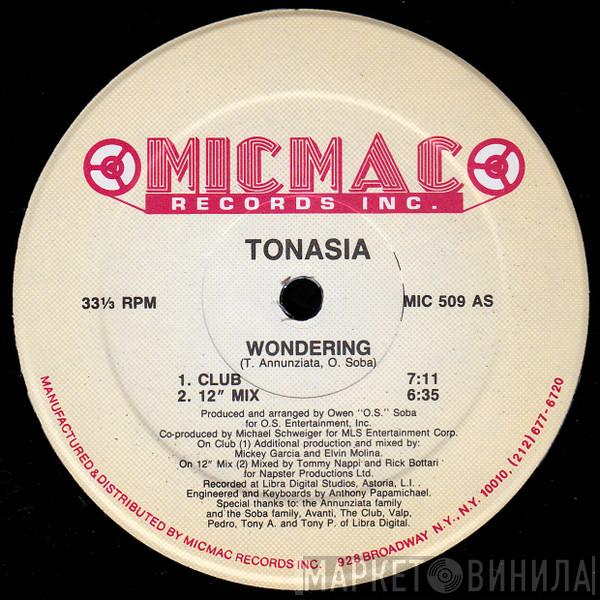 MICMAC
RECORDS INC.
TONASIA
33⅓ RPM
MIC 509 AS
WONDERING
(T. Annunziata, O. Soba)
1. CLUB 7:11
2. 12" MIX 6:35
Produced and arranged by Owen "O.S." Soba
for O.S. Entertainment, Inc.
Co-produced by Michael Schweiger for MLS Entertainment Corp.
On Club (1) Additional production and mixed by:
Mickey Garcia and Elvin Molina.
On 12" Mix (2) Mixed by Tommy Nappi and Rick Bottari
for Napster Productions Ltd.
Recorded at Libra Digital Studios, Astoria, L.I.
Engineered and Keyboards by Anthony Papamichael.
Special thanks to: the Annunziata family
and the Soba family, Avanti, The Club, Valp,
Pedro, Tony A. and Tony P. of Libra Digital.
MANUFACTURED & DISTRIBUTED BY MICMAC RECORDS INC. 928 BROADWAY N.Y., N.Y. 10010, (212) 677-6720
МАРКЕТ ВИНИЛА